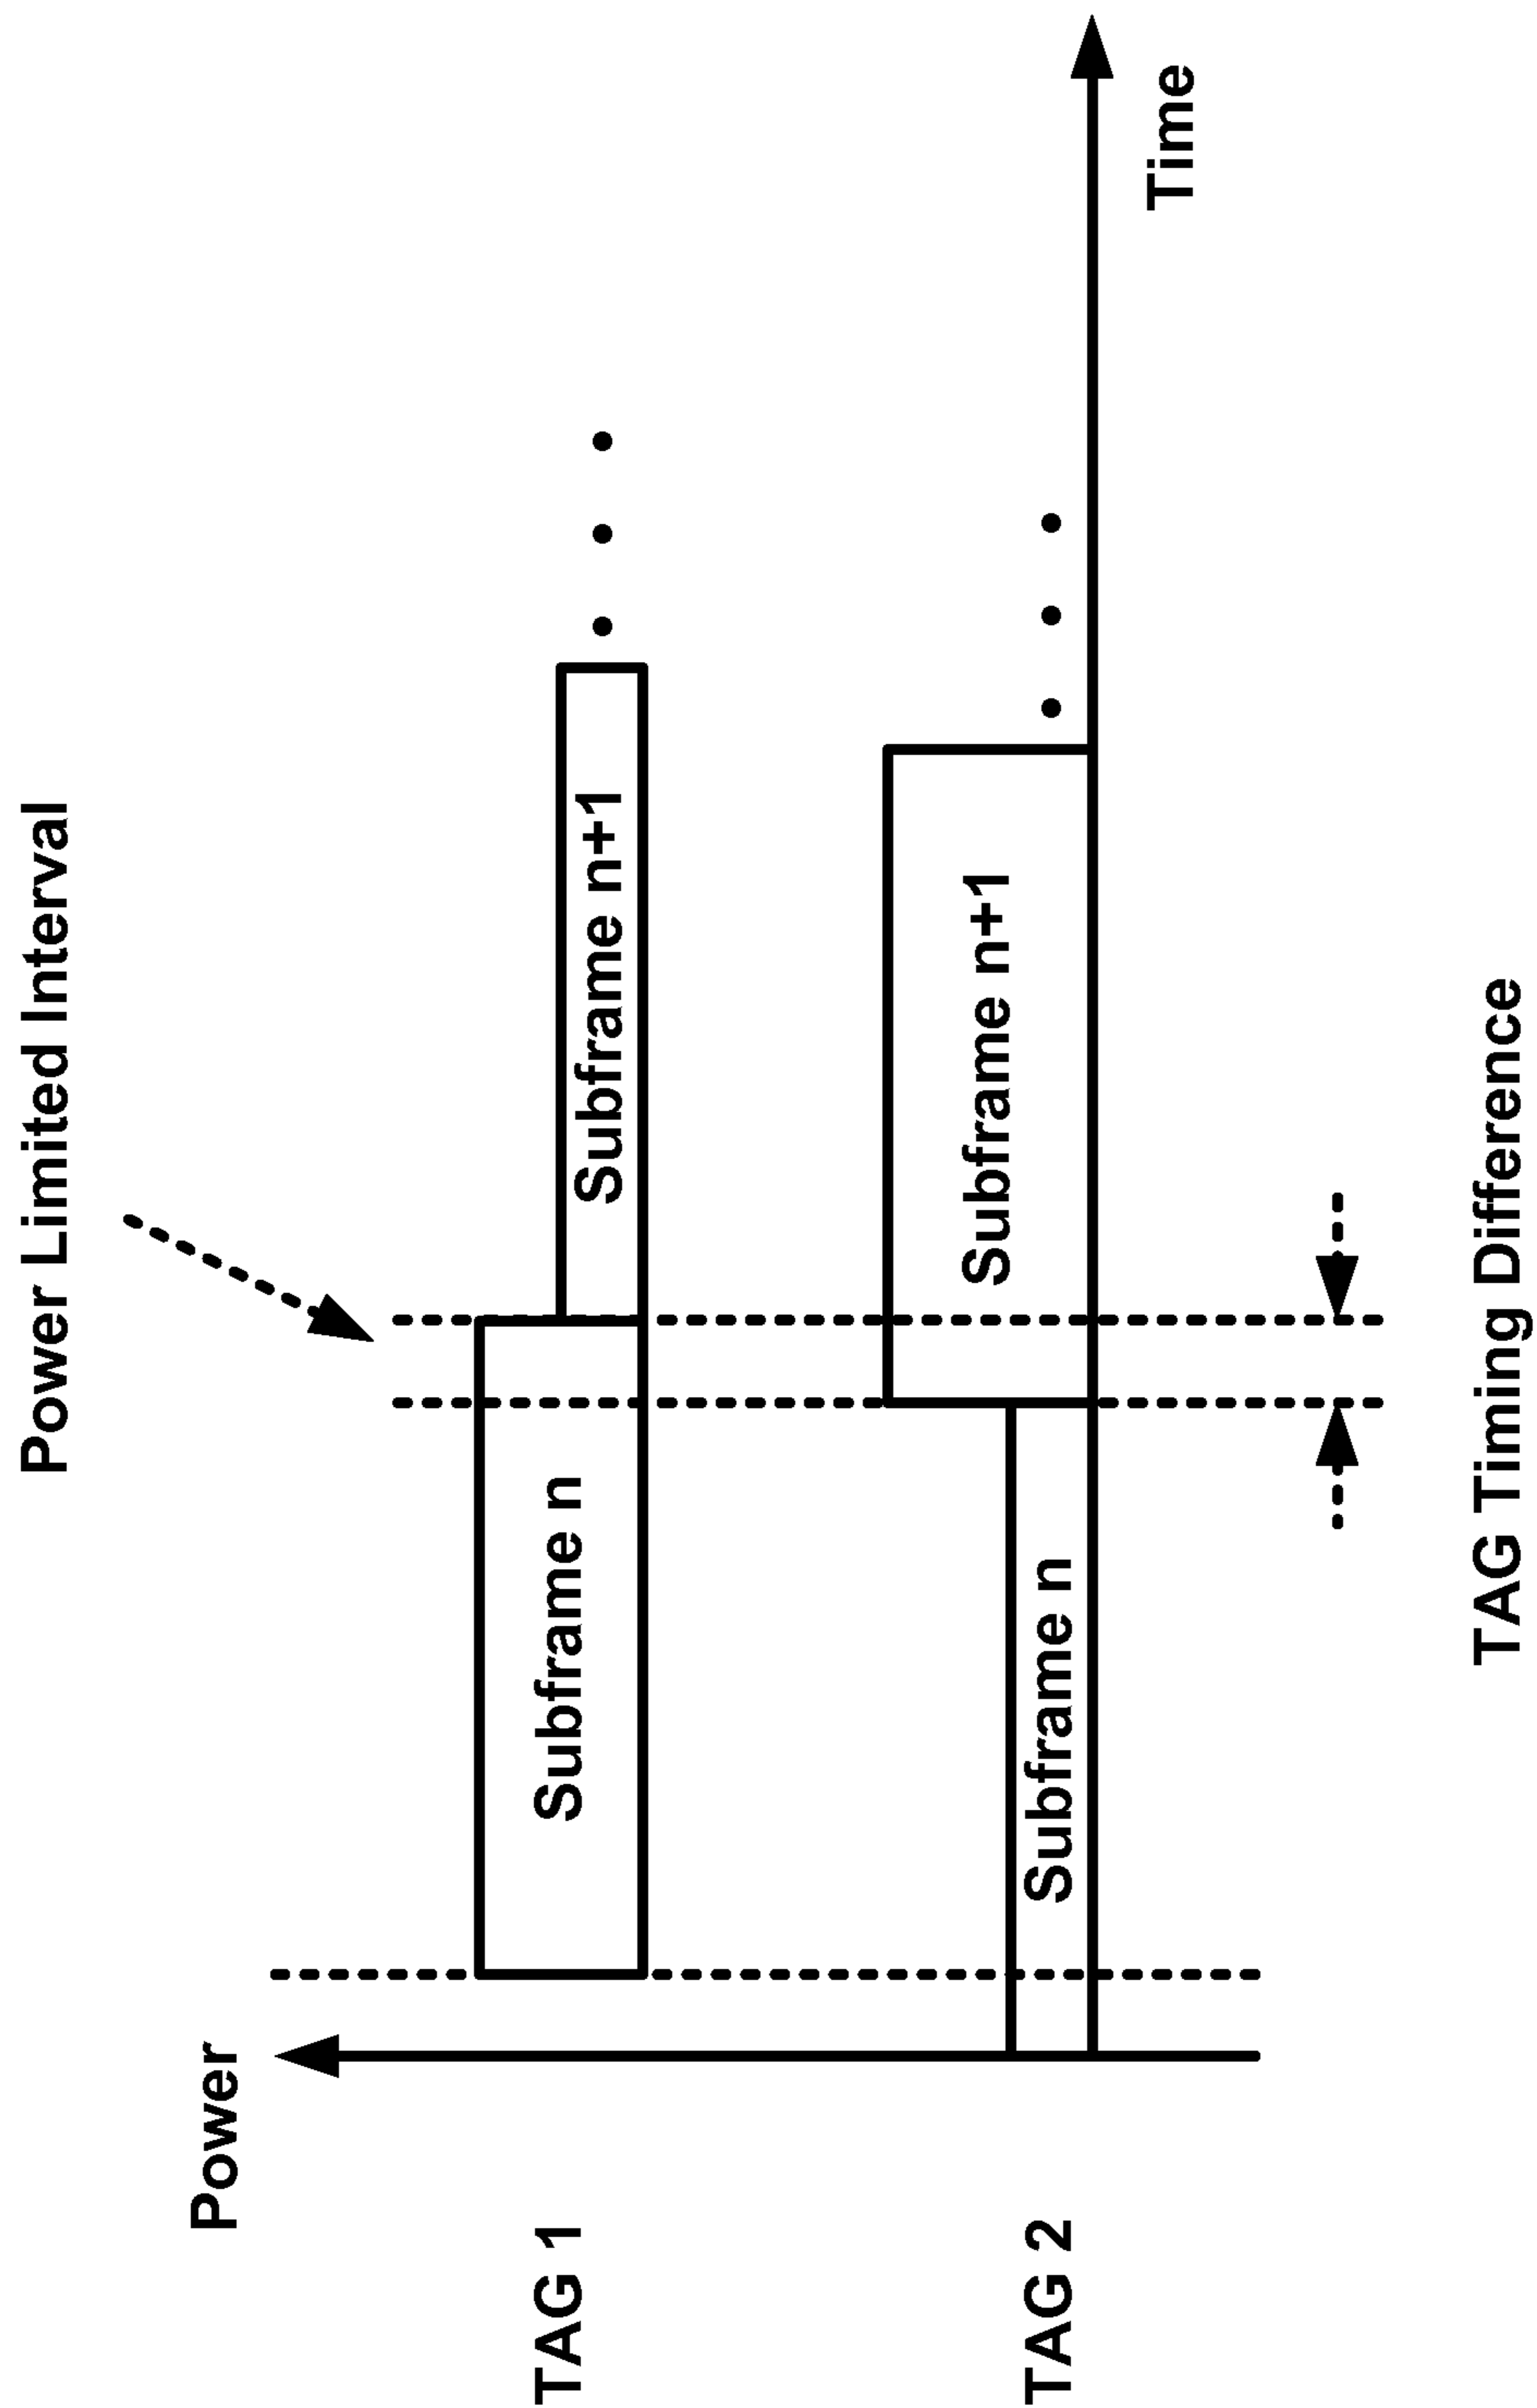 Power Limited Interval
Power
TAG 1
Subframe n
Subframe n+1
TAG 2
Subframe n
Subframe n+1
Time
TAG Timing Difference